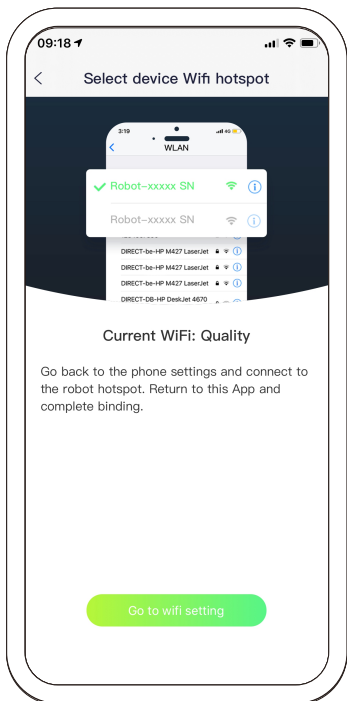 09:18
Select device Wifi hotspot
3:19
4G
WLAN
Robot-xxxxx SN
Robot-xxxxx SN
DIRECT-be-HP M427 LaserJet
DIRECT-be-HP M427 LaserJet
DIRECT-be-HP M427 LaserJet
DIRECT-DB-HP DeskJet 4670
Current WiFi: Quality
Go back to the phone settings and connect to
the robot hotspot. Return to this App and
complete binding.
Go to wifi setting